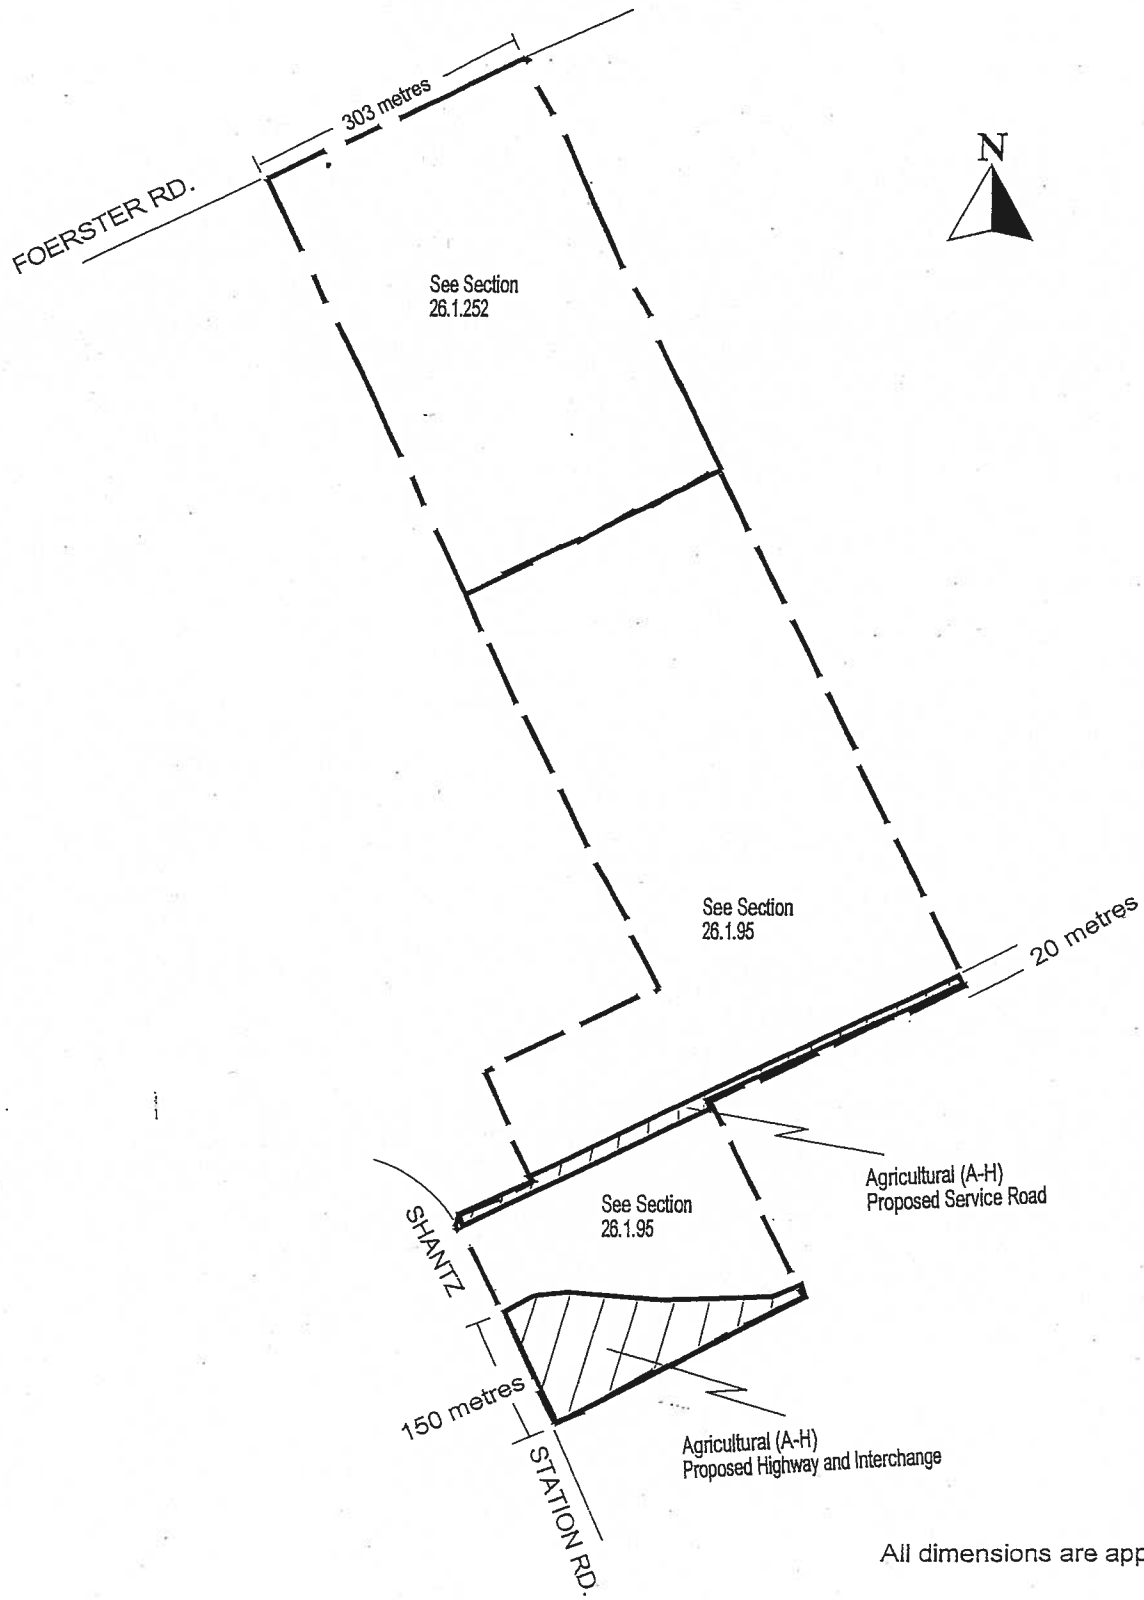 303 metres
N
FOERSTER RD.
See Section
26.1.252
See Section
26.1.95
20 metres
Agricultural (A-H)
Proposed Service Road
See Section
26.1.95
SHANTZ
150 metres
Agricultural (A-H)
Proposed Highway and Interchange
STATION RD.
All dimensions are app